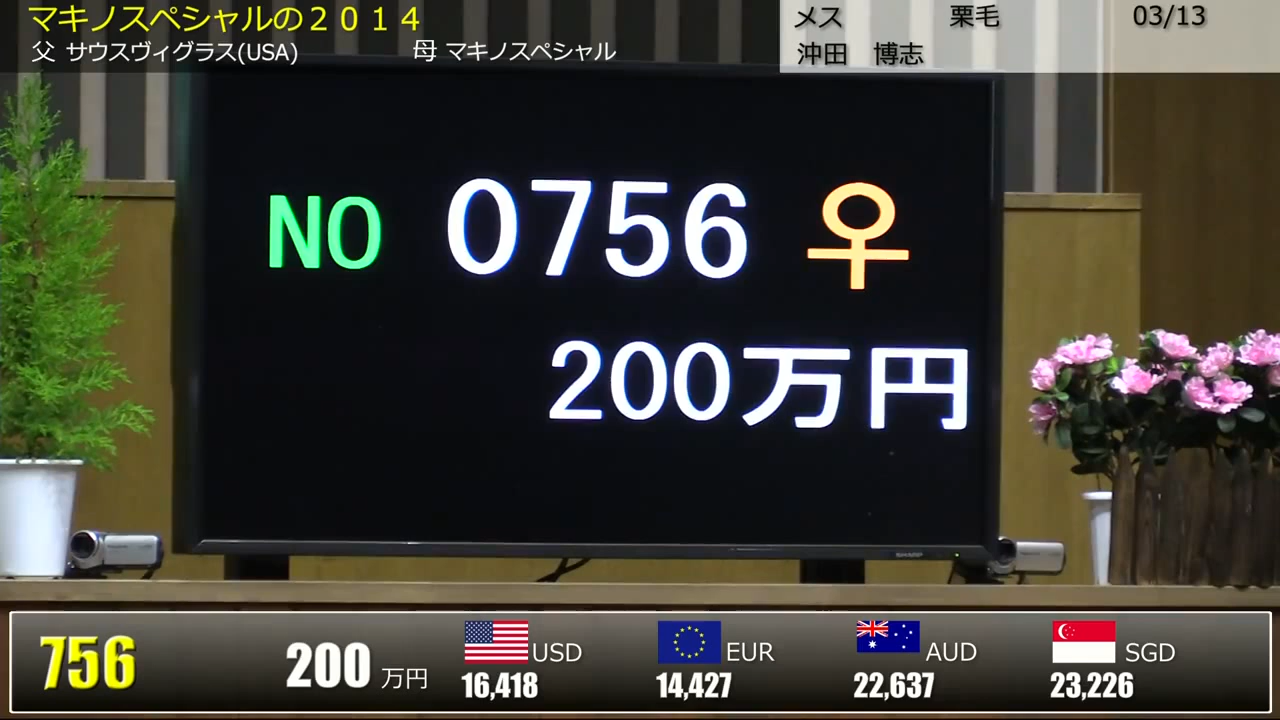 マキノスペシャルの２０１４
父 サウスヴィグラス(USA) 母 マキノスペシャル
メス 栗毛 03/13
沖田 博志
NO 0756 ♀
200万円
SHARP
756 200 万円 USD 16,418 EUR 14,427 AUD 22,637 SGD 23,226